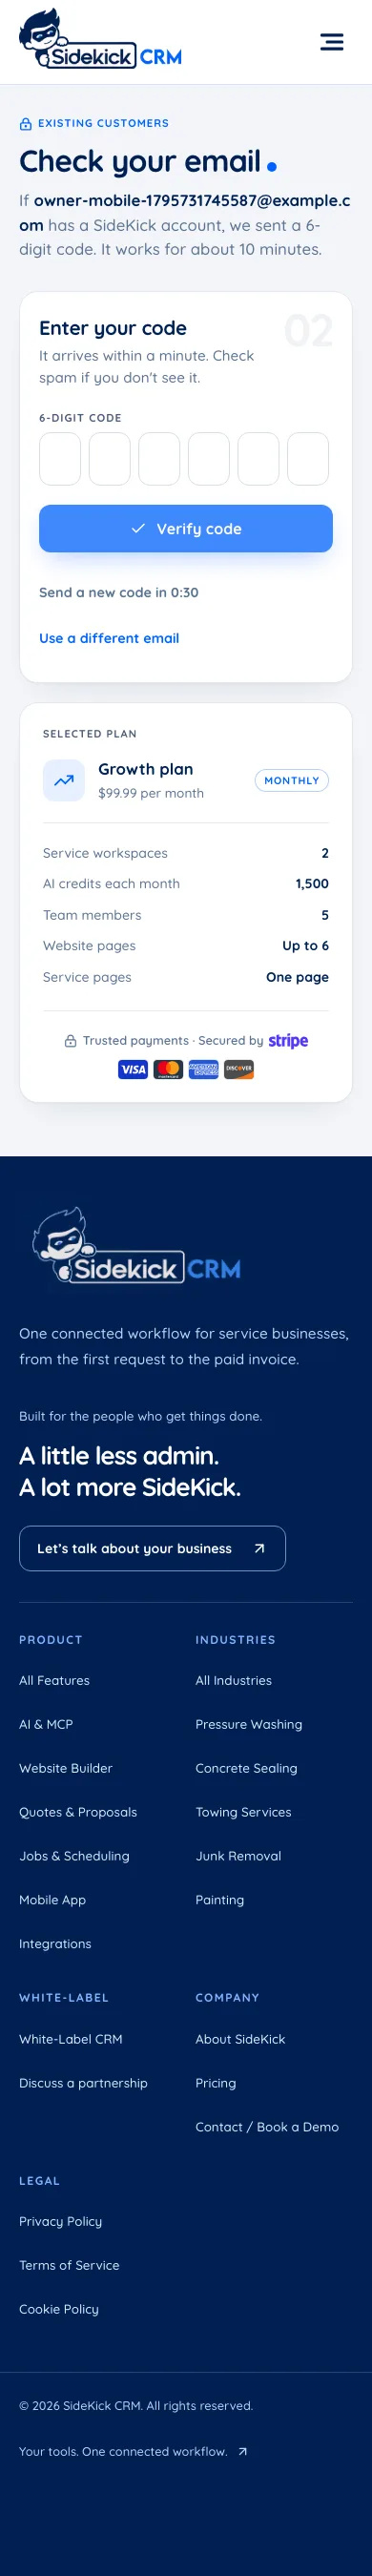 Sidekick CRM
EXISTING CUSTOMERS
Check your email
If owner-mobile-1795731745587@example.c
om has a SideKick account, we sent a 6-
digit code. It works for about 10 minutes.
Enter your code
02
It arrives within a minute. Check
spam if you don't see it.
6-DIGIT CODE
Verify code
Send a new code in 0:30
Use a different email
SELECTED PLAN
Growth plan
$99.99 per month
MONTHLY
Service workspaces 2
AI credits each month 1,500
Team members 5
Website pages Up to 6
Service pages One page
Trusted payments · Secured by stripe
VISA mastercard AMERICAN EXPRESS DISCOVER
Sidekick CRM
One connected workflow for service businesses,
from the first request to the paid invoice.
Built for the people who get things done.
A little less admin.
A lot more SideKick.
Let’s talk about your business
PRODUCT
All Features
AI & MCP
Website Builder
Quotes & Proposals
Jobs & Scheduling
Mobile App
Integrations
INDUSTRIES
All Industries
Pressure Washing
Concrete Sealing
Towing Services
Junk Removal
Painting
WHITE-LABEL
White-Label CRM
Discuss a partnership
COMPANY
About SideKick
Pricing
Contact / Book a Demo
LEGAL
Privacy Policy
Terms of Service
Cookie Policy
© 2026 SideKick CRM. All rights reserved.
Your tools. One connected workflow.